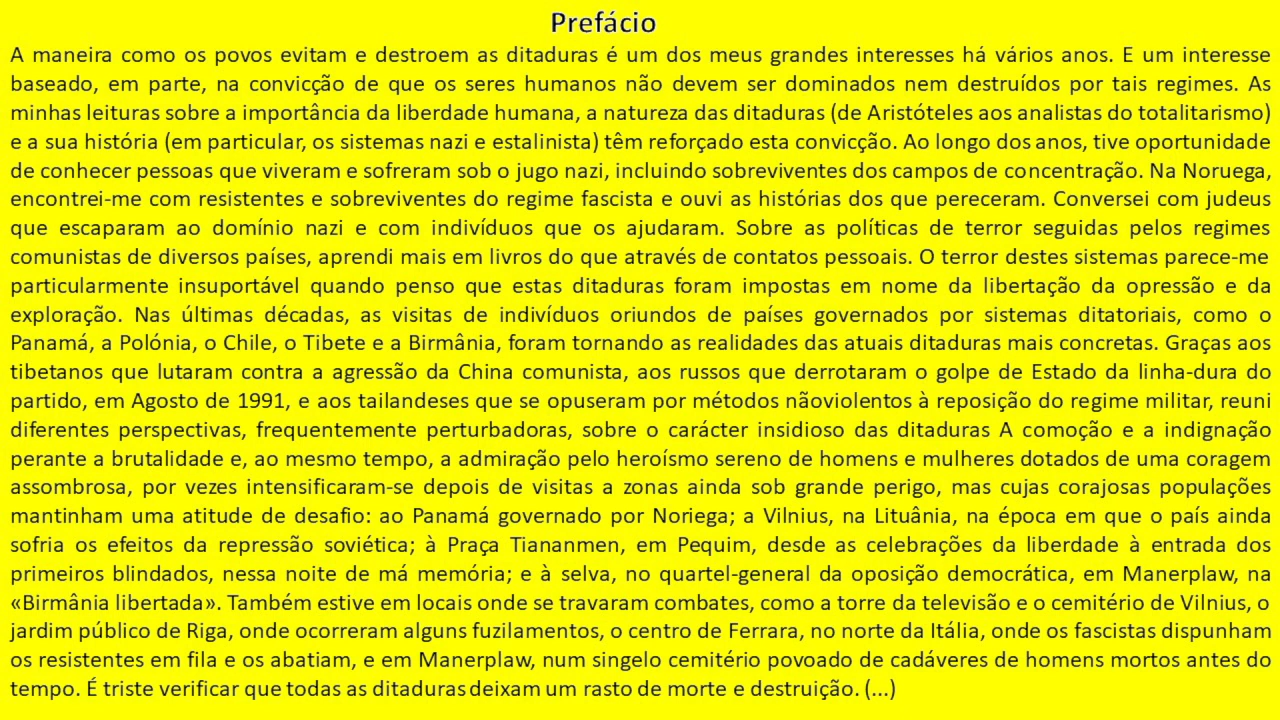 Prefácio
A maneira como os povos evitam e destroem as ditaduras é um dos meus grandes interesses há vários anos. E um interesse
baseado, em parte, na convicção de que os seres humanos não devem ser dominados nem destruídos por tais regimes. As
minhas leituras sobre a importância da liberdade humana, a natureza das ditaduras (de Aristóteles aos analistas do totalitarismo)
e a sua história (em particular, os sistemas nazi e estalinista) têm reforçado esta convicção. Ao longo dos anos, tive oportunidade
de conhecer pessoas que viveram e sofreram sob o jugo nazi, incluindo sobreviventes dos campos de concentração. Na Noruega,
encontrei-me com resistentes e sobreviventes do regime fascista e ouvi as histórias dos que pereceram. Conversei com judeus
que escaparam ao domínio nazi e com indivíduos que os ajudaram. Sobre as políticas de terror seguidas pelos regimes
comunistas de diversos países, aprendi mais em livros do que através de contatos pessoais. O terror destes sistemas parece-me
particularmente insuportável quando penso que estas ditaduras foram impostas em nome da libertação da opressão e da
exploração. Nas últimas décadas, as visitas de indivíduos oriundos de países governados por sistemas ditatoriais, como o
Panamá, a Polónia, o Chile, o Tibete e a Birmânia, foram tornando as realidades das atuais ditaduras mais concretas. Graças aos
tibetanos que lutaram contra a agressão da China comunista, aos russos que derrotaram o golpe de Estado da linha-dura do
partido, em Agosto de 1991, e aos tailandeses que se opuseram por métodos nãoviolentos à reposição do regime militar, reuni
diferentes perspectivas, frequentemente perturbadoras, sobre o carácter insidioso das ditaduras A comoção e a indignação
perante a brutalidade e, ao mesmo tempo, a admiração pelo heroísmo sereno de homens e mulheres dotados de uma coragem
assombrosa, por vezes intensificaram-se depois de visitas a zonas ainda sob grande perigo, mas cujas corajosas populações
mantinham uma atitude de desafio: ao Panamá governado por Noriega; a Vilnius, na Lituânia, na época em que o país ainda
sofria os efeitos da repressão soviética; à Praça Tiananmen, em Pequim, desde as celebrações da liberdade à entrada dos
primeiros blindados, nessa noite de má memória; e à selva, no quartel-general da oposição democrática, em Manerplaw, na
«Birmânia libertada». Também estive em locais onde se travaram combates, como a torre da televisão e o cemitério de Vilnius, o
jardim público de Riga, onde ocorreram alguns fuzilamentos, o centro de Ferrara, no norte da Itália, onde os fascistas dispunham
os resistentes em fila e os abatiam, e em Manerplaw, num singelo cemitério povoado de cadáveres de homens mortos antes do
tempo. É triste verificar que todas as ditaduras deixam um rasto de morte e destruição. (...)